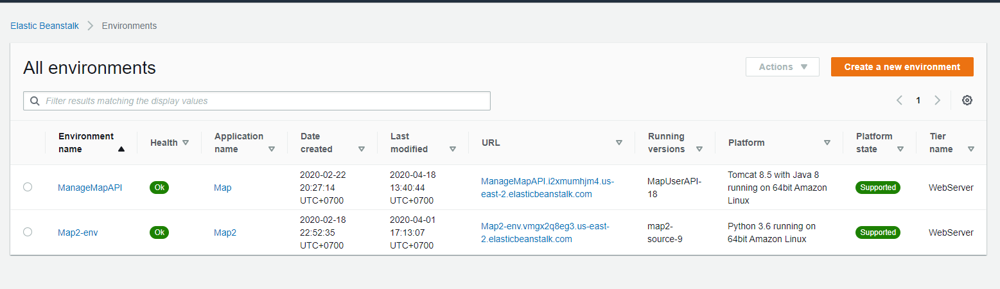 Elastic Beanstalk > Environments
All environments
Actions
Create a new environment
Filter results matching the display values
1
Environment name
Health
Application name
Date created
Last modified
URL
Running versions
Platform
Platform state
Tier name
ManageMapAPI
Ok
Map
2020-02-22
20:27:14
UTC+0700
2020-04-18
13:40:44
UTC+0700
ManageMapAPI.i2xmumhjm4.us-
east-2.elasticbeanstalk.com
MapUserAPI-
18
Tomcat 8.5 with Java 8
running on 64bit Amazon
Linux
Supported
WebServer
Map2-env
Ok
Map2
2020-02-18
22:52:35
UTC+0700
2020-04-01
17:13:07
UTC+0700
Map2-env.vmgx2q8eg3.us-east-
2.elasticbeanstalk.com
map2-
source-9
Python 3.6 running on
64bit Amazon Linux
Supported
WebServer